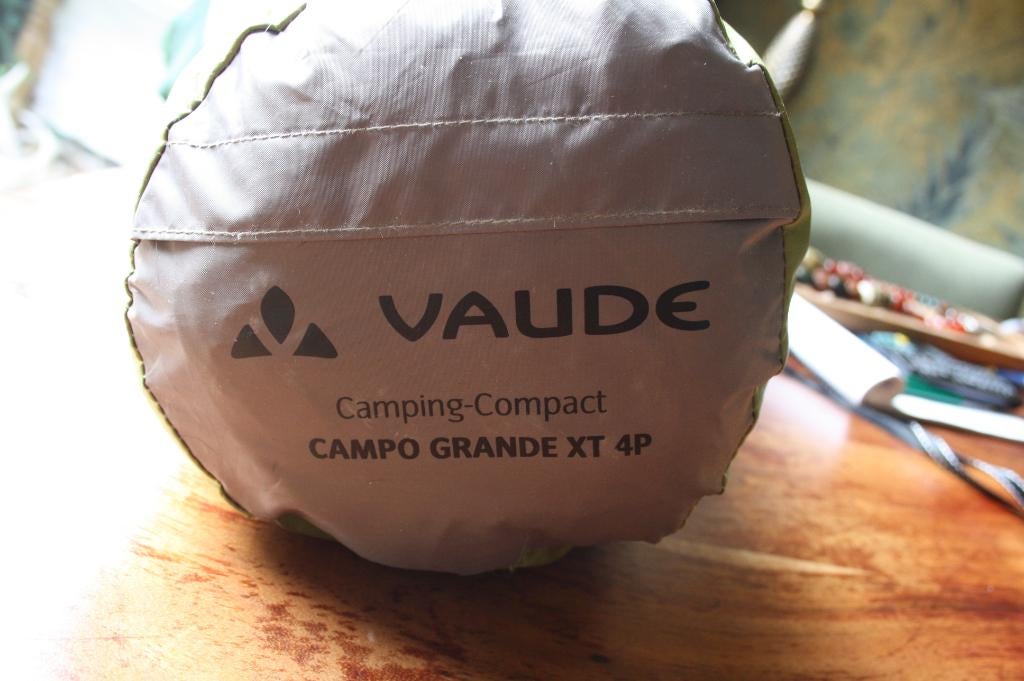 VAUDE
Camping-Compact
CAMPO GRANDE XT 4P